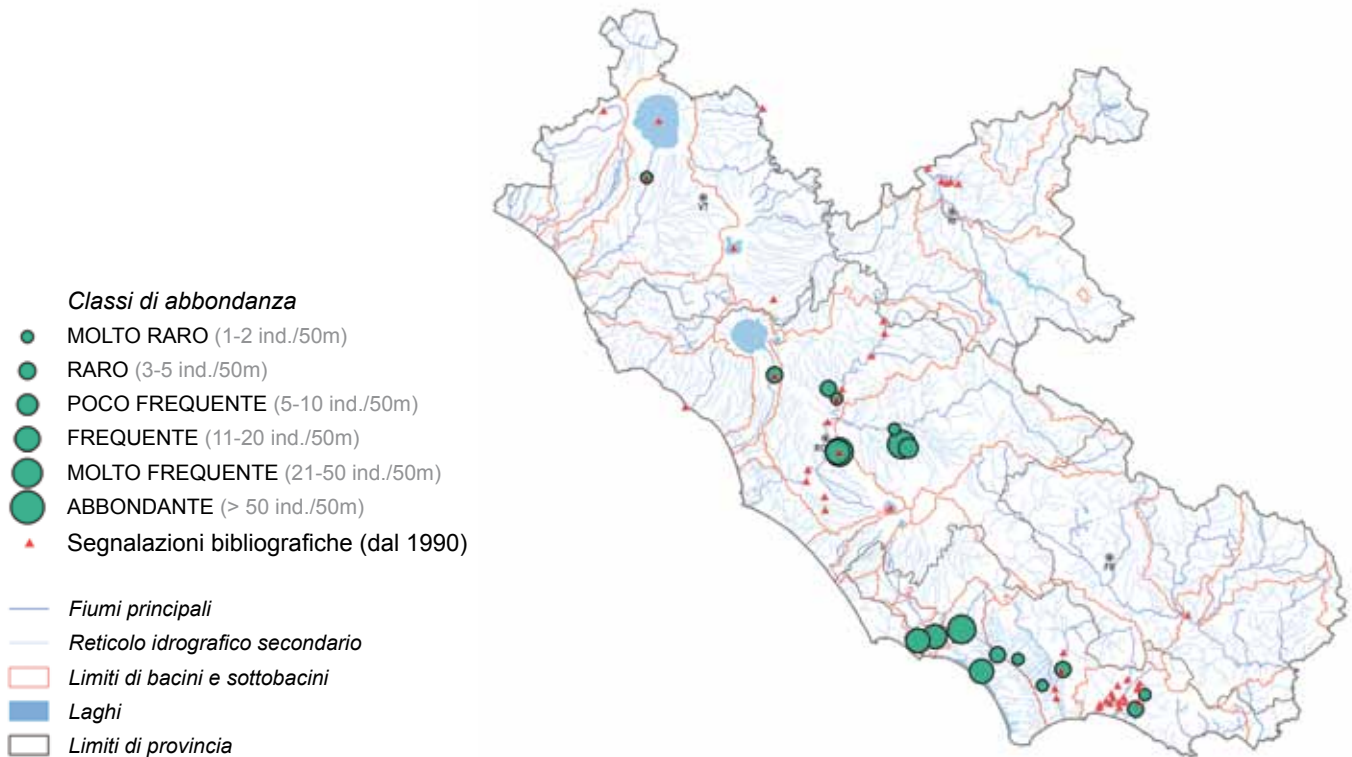 Classi di abbondanza
MOLTO RARO (1-2 ind./50m)
RARO (3-5 ind./50m)
POCO FREQUENTE (5-10 ind./50m)
FREQUENTE (11-20 ind./50m)
MOLTO FREQUENTE (21-50 ind./50m)
ABBONDANTE (> 50 ind./50m)
Segnalazioni bibliografiche (dal 1990)
Fiumi principali
Reticolo idrografico secondario
Limiti di bacini e sottobacini
Laghi
Limiti di provincia
VT